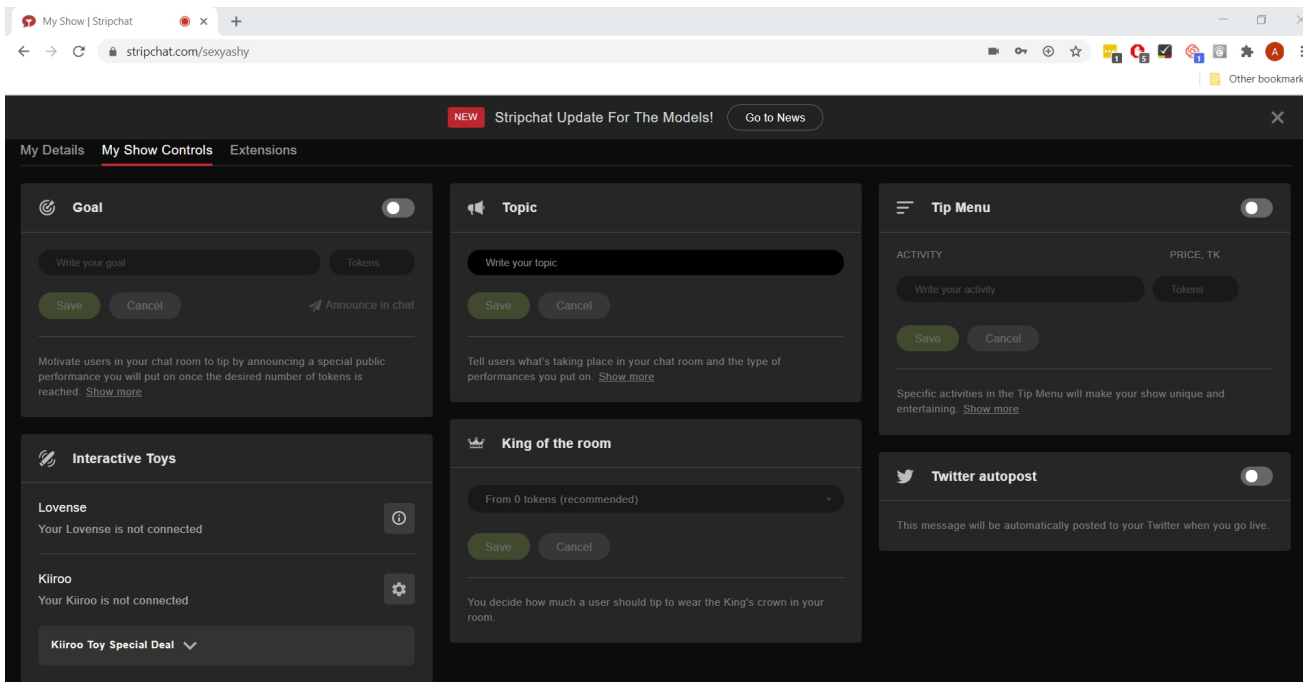 My Show | Stripchat
stripchat.com/sexyashy
1
5
1
A
Other bookmark
NEW Stripchat Update For The Models! Go to News
My Details My Show Controls Extensions
Goal
Write your goal Tokens
Save Cancel Announce in chat
Motivate users in your chat room to tip by announcing a special public
performance you will put on once the desired number of tokens is
reached. Show more
Interactive Toys
Lovense
Your Lovense is not connected
Kiiroo
Your Kiiroo is not connected
Kiiroo Toy Special Deal
Topic
Write your topic
Save Cancel
Tell users what's taking place in your chat room and the type of
performances you put on. Show more
King of the room
From 0 tokens (recommended)
Save Cancel
You decide how much a user should tip to wear the King's crown in your
room.
Tip Menu
ACTIVITY PRICE, TK
Write your activity Tokens
Save Cancel
Specific activities in the Tip Menu will make your show unique and
entertaining. Show more
Twitter autopost
This message will be automatically posted to your Twitter when you go live.